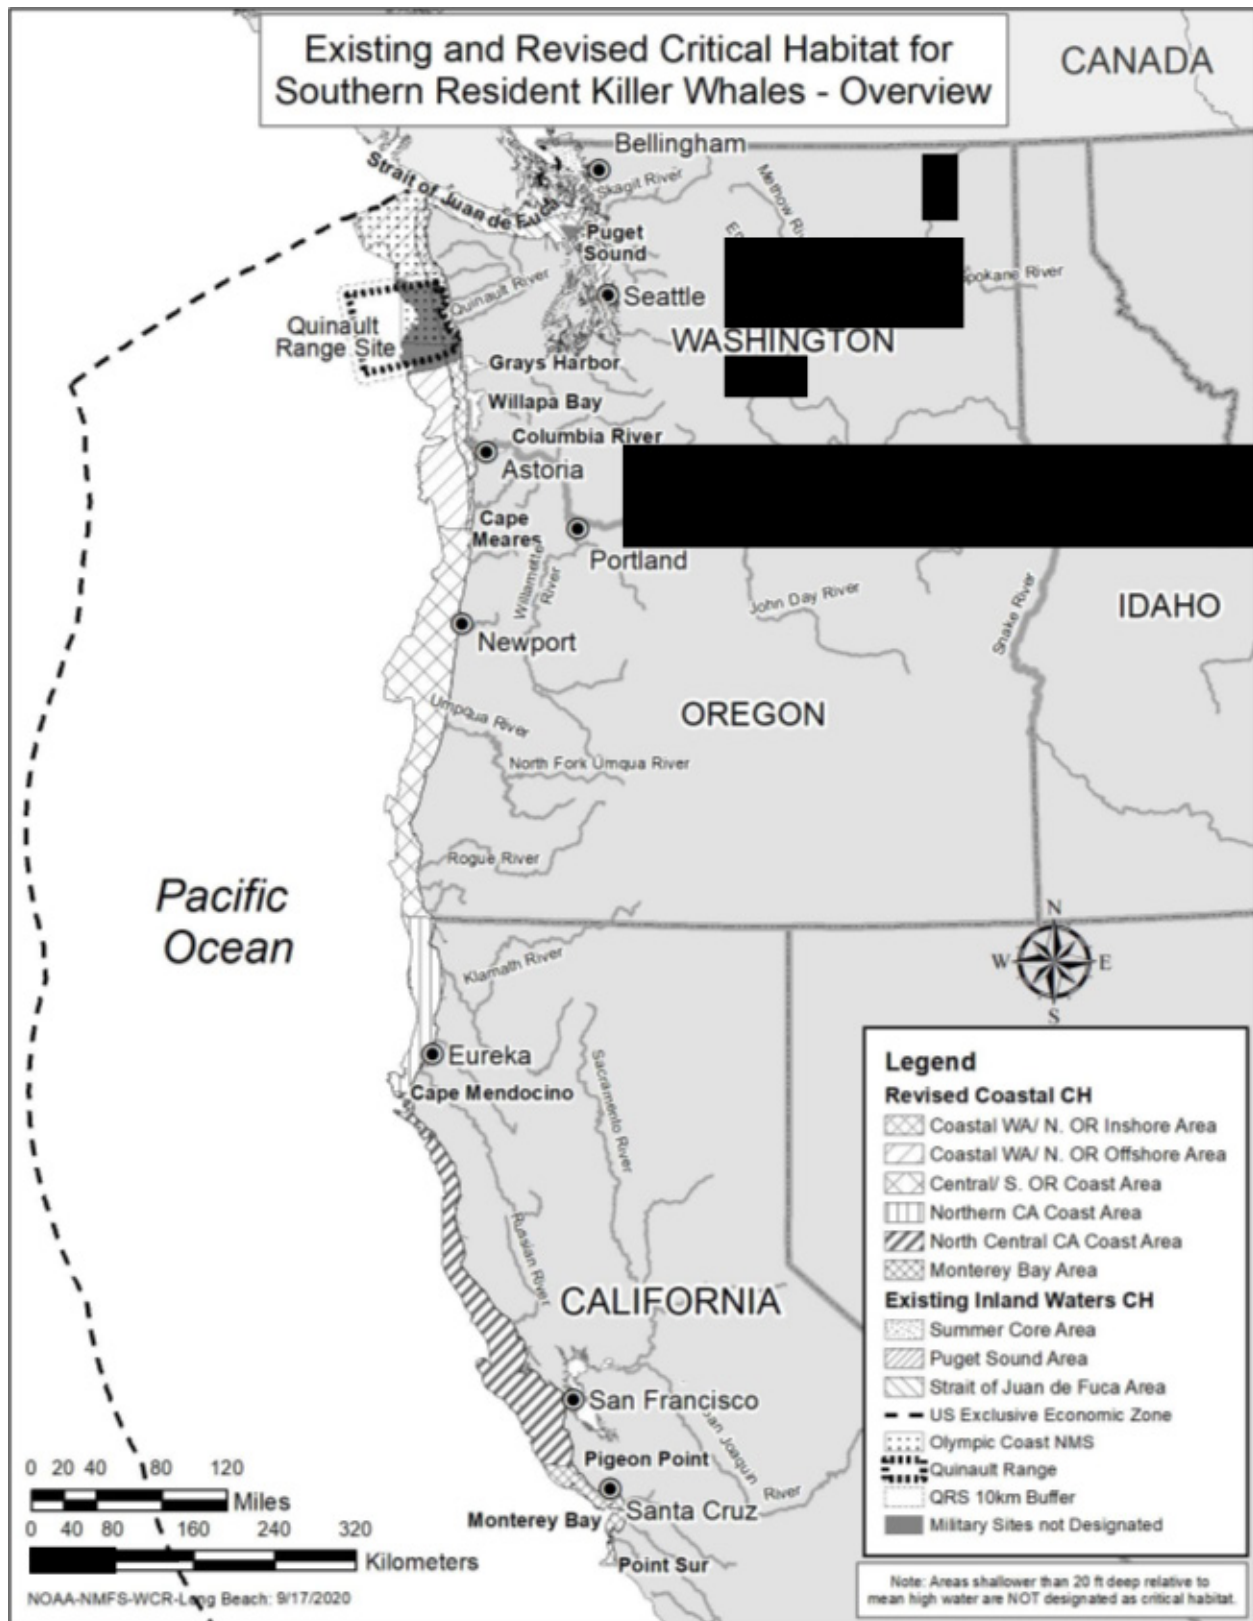 Existing and Revised Critical Habitat for
Southern Resident Killer Whales - Overview
CANADA
Bellingham
Strait of Juan de Fuca
Skagit River
Puget
Sound
Spokane River
Quinault River
Seattle
Quinault
Range Site
WASHINGTON
Grays Harbor
Willapa Bay
Columbia River
Astoria
Cape
Meares
Portland
Willamette
River
John Day River
Snake River
IDAHO
Newport
OREGON
Umpqua River
North Fork Umqua River
Rogue River
Pacific
Ocean
N
W
E
S
Klamath River
Eureka
Sacramento River
Cape Mendocino
Russian River
CALIFORNIA
San Francisco
Pigeon Point
Joaquin
River
Santa Cruz
Monterey Bay
Point Sur
Legend
Revised Coastal CH
Coastal WA/ N. OR Inshore Area
Coastal WA/ N. OR Offshore Area
Central/ S. OR Coast Area
Northern CA Coast Area
North Central CA Coast Area
Monterey Bay Area
Existing Inland Waters CH
Summer Core Area
Puget Sound Area
Strait of Juan de Fuca Area
US Exclusive Economic Zone
Olympic Coast NMS
Quinault Range
QRS 10km Buffer
Military Sites not Designated
0 20 40 80 120
Miles
0 40 80 160 240 320
Kilometers
NOAA-NMFS-WCR-Long Beach: 9/17/2020
Note: Areas shallower than 20 ft deep relative to
mean high water are NOT designated as critical habitat.